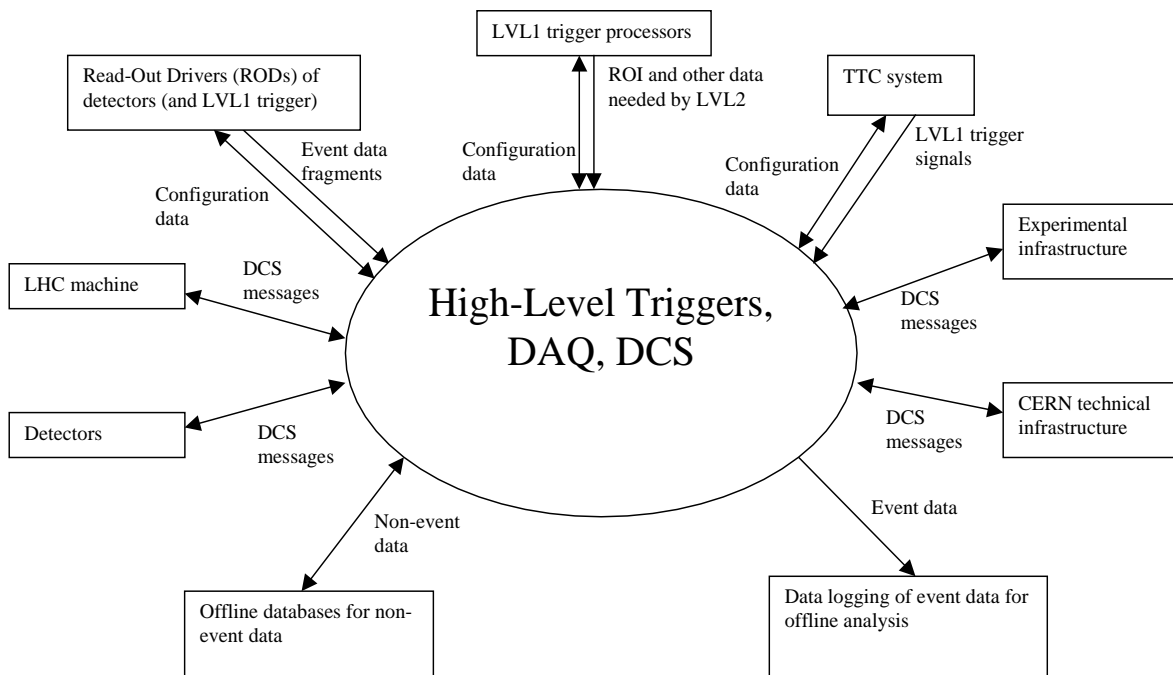 LVL1 trigger processors
Read-Out Drivers (RODs) of
detectors (and LVL1 trigger)
TTC system
ROI and other data
needed by LVL2
Event data
fragments
Configuration
data
Configuration
data
LVL1 trigger
signals
Configuration
data
Experimental
infrastructure
LHC machine
DCS
messages
DCS
messages
High-Level Triggers,
DAQ, DCS
Detectors
DCS
messages
CERN technical
infrastructure
DCS
messages
Non-event
data
Event data
Offline databases for non-
event data
Data logging of event data for
offline analysis